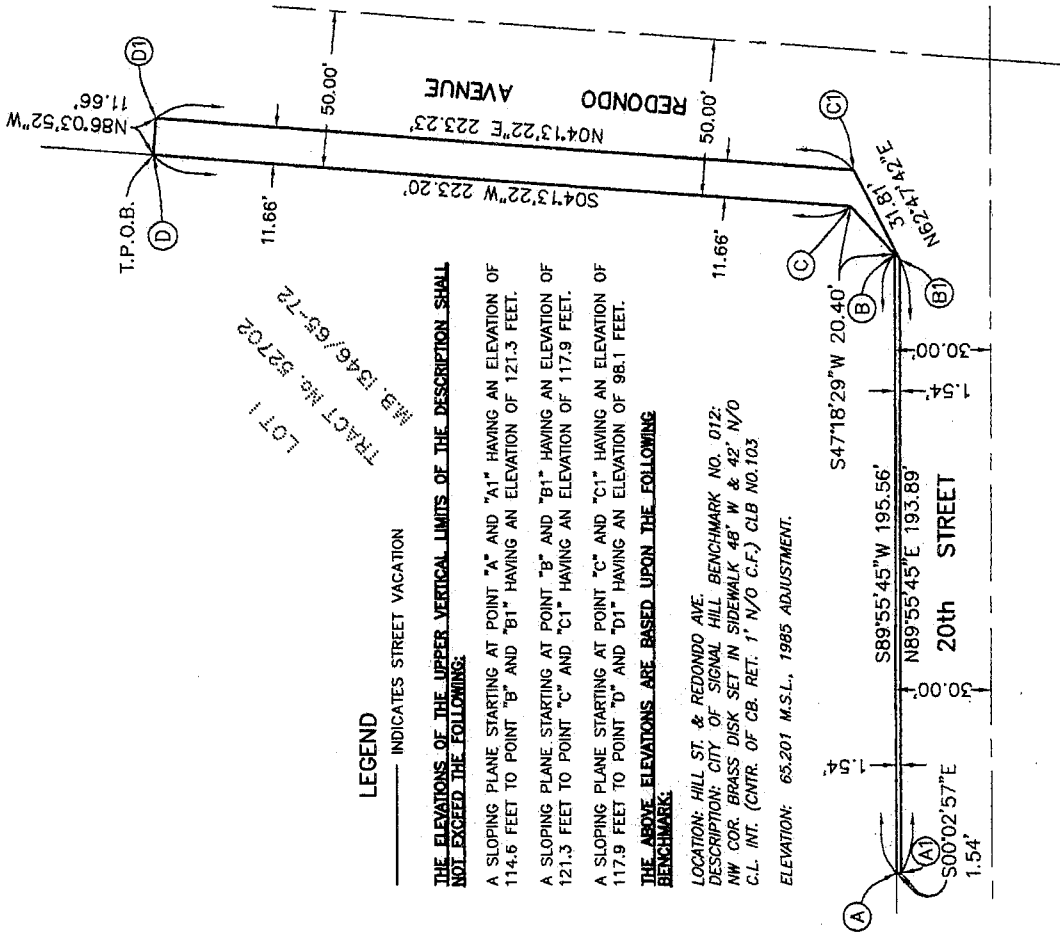 LEGEND
INDICATES STREET VACATION
THE ELEVATIONS OF THE UPPER VERTICAL LIMITS OF THE DESCRIPTION SHALL
NOT EXCEED THE FOLLOWING:
A SLOPING PLANE STARTING AT POINT "A" AND "A1" HAVING AN ELEVATION OF
114.6 FEET TO POINT "B" AND "B1" HAVING AN ELEVATION OF 121.3 FEET.
A SLOPING PLANE STARTING AT POINT "B" AND "B1" HAVING AN ELEVATION OF
121.3 FEET TO POINT "C" AND "C1" HAVING AN ELEVATION OF 117.9 FEET.
A SLOPING PLANE STARTING AT POINT "C" AND "C1" HAVING AN ELEVATION OF
117.9 FEET TO POINT "D" AND "D1" HAVING AN ELEVATION OF 98.1 FEET.
THE ABOVE ELEVATIONS ARE BASED UPON THE FOLLOWING
BENCHMARK:
LOCATION: HILL ST. & REDONDO AVE.
DESCRIPTION: CITY OF SIGNAL HILL BENCHMARK NO. 012:
NW COR. BRASS DISK SET IN SIDEWALK 48' W & 42' N/O
C.L. INT. (CNTR. OF CB. RET. 1' N/O C.F.) CLB NO.103
ELEVATION: 65.201 M.S.L., 1985 ADJUSTMENT.
LOT 1
TRACT No. 52702
M.B. 1346/65-72
T.P.O.B.
D
D1
N86°03'52"W
11.66'
11.66'
50.00'
S04°13'22"W 223.20'
N04°13'22"E 223.23'
REDONDO AVENUE
50.00'
11.66'
C
C1
31.81'
N62°47'42"E
B
B1
S47°18'29"W 20.40'
30.00'
1.54'
S89°55'45"W 195.56'
N89°55'45"E 193.89'
20th STREET
30.00'
1.54'
A
A1
S00°02'57"E
1.54'